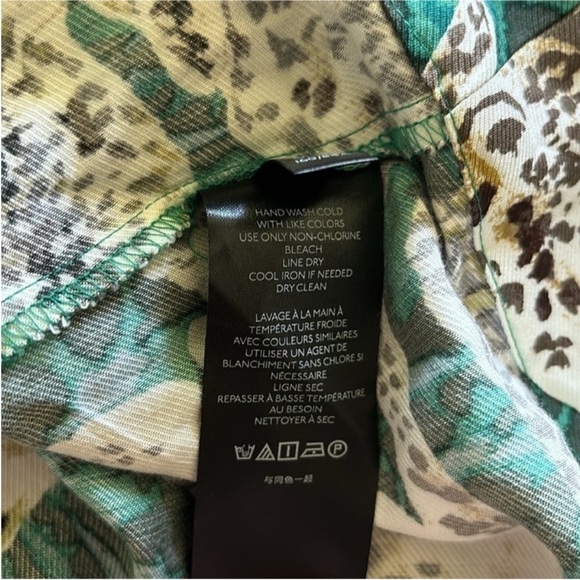 HAND WASH COLD
WITH LIKE COLORS
USE ONLY NON-CHLORINE
BLEACH
LINE DRY
COOL IRON IF NEEDED
DRY CLEAN
LAVAGE À LA MAIN À
TEMPÉRATURE FROIDE
AVEC COULEURS SIMILAIRES
UTILISER UN AGENT DE
BLANCHIMENT SANS CHLORE SI
NÉCESSAIRE
LIGNE SEC
REPASSER À BASSE TEMPÉRATURE
AU BESOIN
NETTOYER À SEC
P
与同色一起